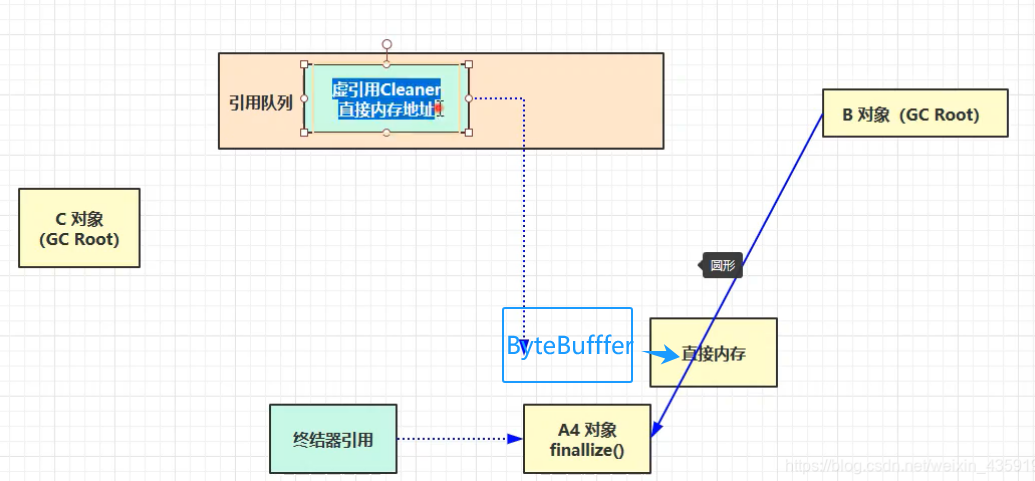 引用队列
虚引用Cleaner
直接内存地址
B 对象（GC Root）
C 对象
(GC Root)
圆形
ByteBufffer
直接内存
终结器引用
A4 对象
finallize()
https://blog.csdn.net/weixin_43591